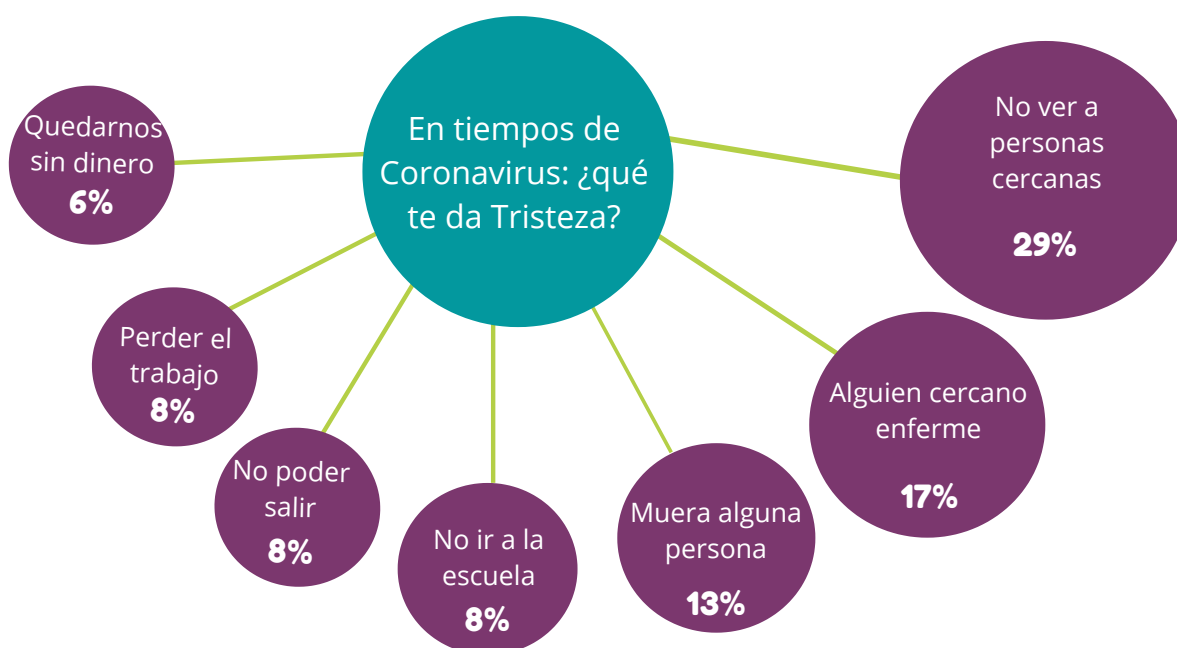 En tiempos de
Coronavirus: ¿qué
te da Tristeza?
No ver a
personas
cercanas
29%
Alguien cercano
enferme
17%
Muera alguna
persona
13%
No ir a la
escuela
8%
No poder
salir
8%
Perder el
trabajo
8%
Quedarnos
sin dinero
6%